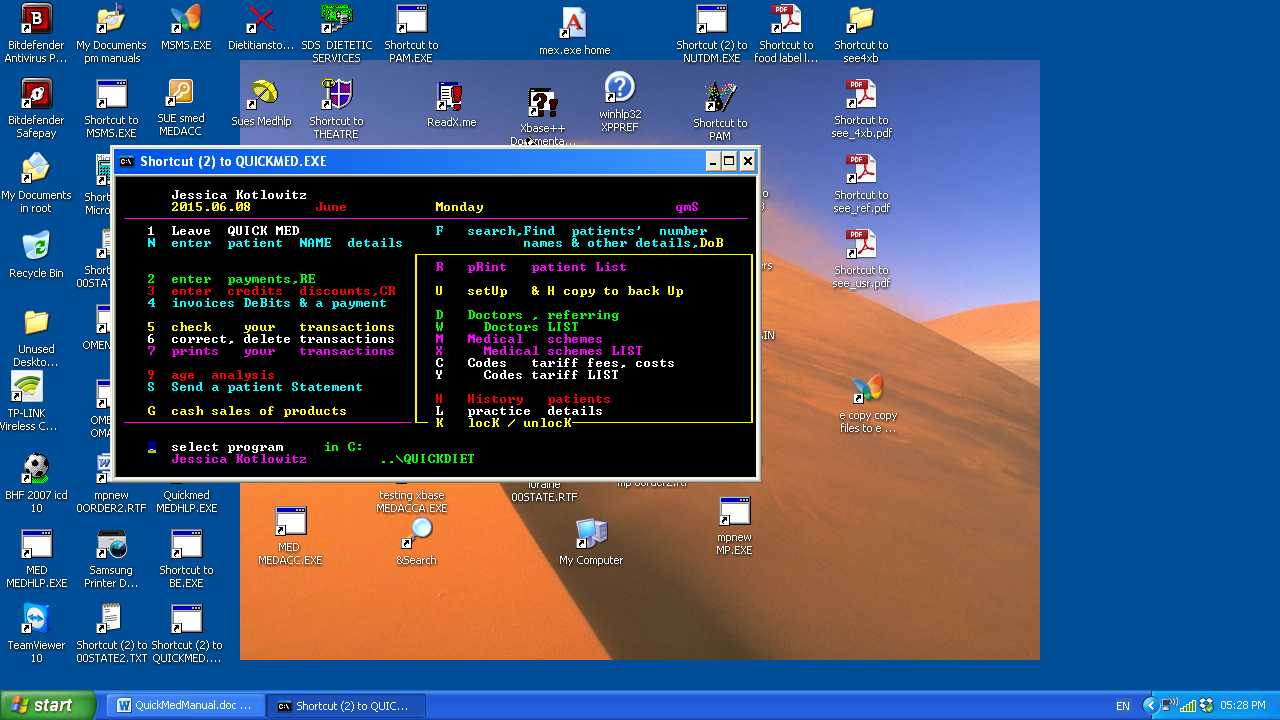 Bitdefender
Antivirus P...
My Documents
pm manuals
MSMS.EXE
Dietitiansto...
SDS DIETETIC
SERVICES
Shortcut to
PAM.EXE
mex.exe home
Shortcut (2) to
NUTDM.EXE
Shortcut to
food label l...
Shortcut to
see4xb
Bitdefender
Safepay
Shortcut to
MSMS.EXE
SUE smed
MEDACC
Sues Medhlp
Shortcut to
THEATRE
ReadX.me
Xbase++
Documenta...
winhlp32
XPPREF
Shortcut to
PAM
Shortcut to
see_4xb.pdf
My Documents
in root
Shortcut to
see_ref.pdf
Recycle Bin
Shortcut to
see_usr.pdf
Unused
Deskto...
TP-LINK
Wireless C...
e copy copy
files to e ...
Shortcut (2) to QUICKMED.EXE
Jessica Kotlowitz
2015.06.08 June Monday qmS
1 Leave QUICK MED F search,Find patients' number
N enter patient NAME details names & other details,DoB
R pRint patient List
2 enter payments,RE
3 enter credits discounts,CR U setUp & H copy to back Up
4 invoices DeBits & a payment
D Doctors , referring
5 check your transactions W Doctors LIST
6 correct, delete transactions M Medical schemes
7 prints your transactions X Medical schemes LIST
C Codes tariff fees, costs
9 age analysis Y Codes tariff LIST
S Send a patient Statement
H History patients
G cash sales of products L practice details
K locK / unlocK
select program in C:
Jessica Kotlowitz ..\QUICKDIET
BHF 2007 icd
10
mpnew
0ORDER2.RTF
Quickmed
MEDHLP.EXE
testing xbase
MEDACCA.EXE
00STATE.RTF
MED
MEDHLP.EXE
Samsung
Printer D...
Shortcut to
BE.EXE
MED
MEDACC.EXE
&Search
My Computer
mpnew
MP.EXE
TeamViewer
10
Shortcut (2) to
00STATE2.TXT
Shortcut (2) to
QUICKMED....
start
QuickMedManual.doc ...
Shortcut (2) to QUIC...
EN
05:28 PM